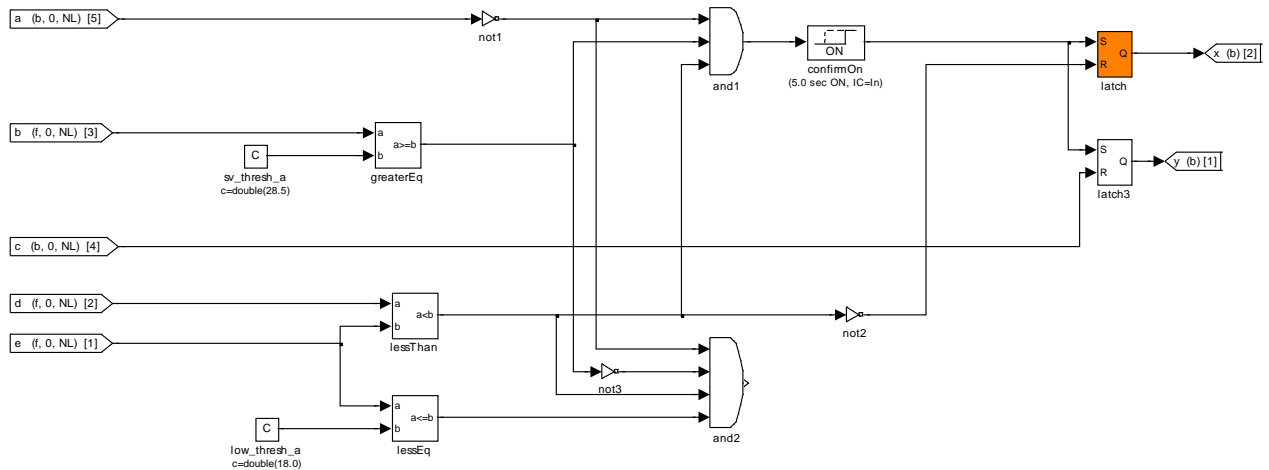 a (b, 0, NL) [5]
not1
and1
ON
confirmOn
(5.0 sec ON, IC=In)
S
Q
R
latch
x (b) [2]
b (f, 0, NL) [3]
C
sv_thresh_a
c=double(28.5)
a
a>=b
b
greaterEq
S
Q
R
latch3
y (b) [1]
c (b, 0, NL) [4]
d (f, 0, NL) [2]
e (f, 0, NL) [1]
a
a<b
b
lessThan
not2
not3
and2
C
low_thresh_a
c=double(18.0)
a
a<=b
b
lessEq